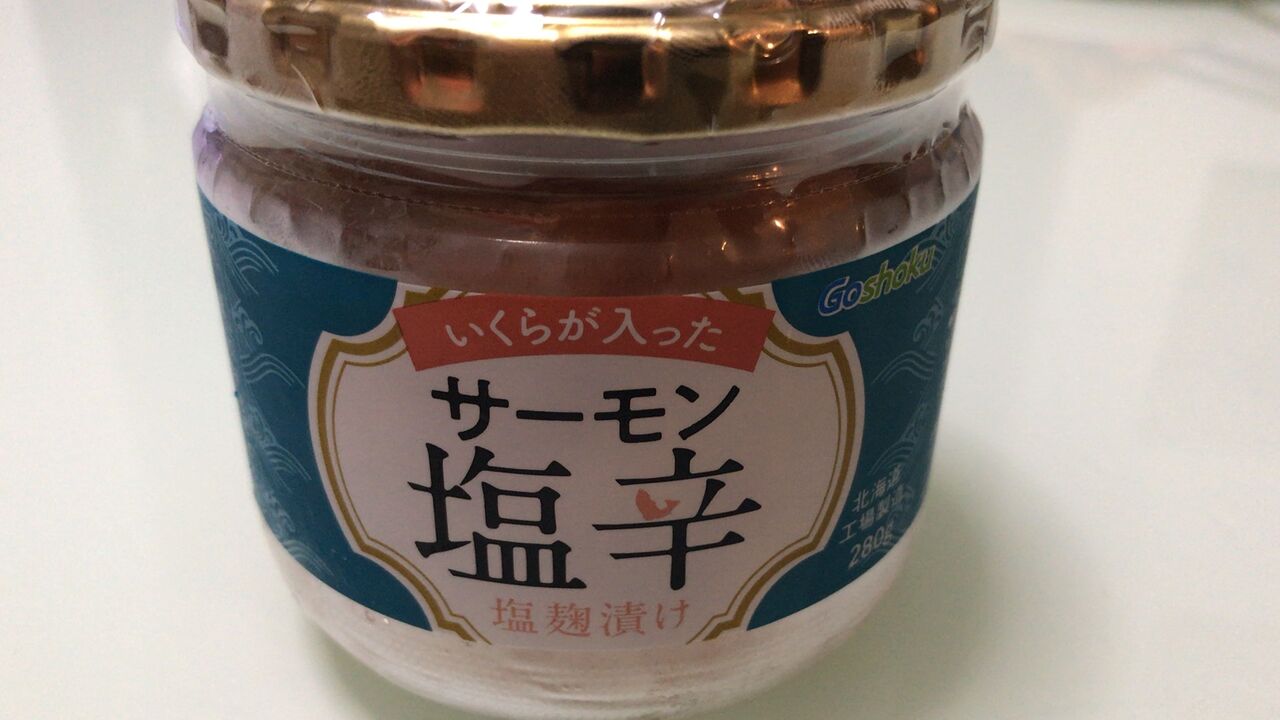 Goshoku
いくらが入った
サーモン
塩辛
塩麹漬け
北海道
工場製造
280g